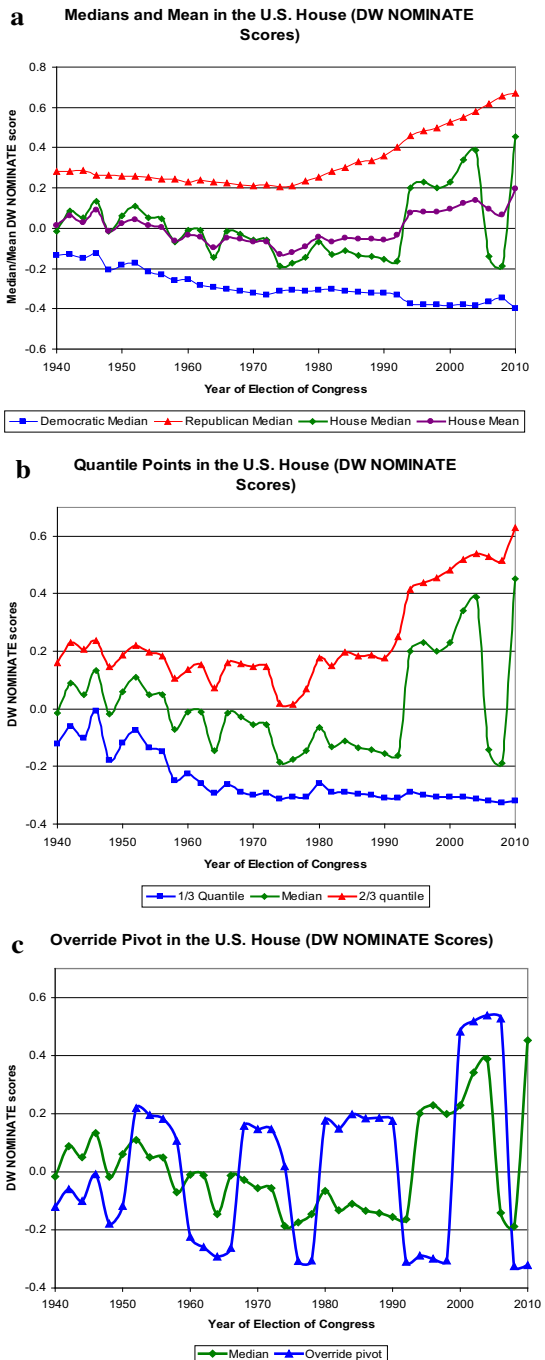 a
Medians and Mean in the U.S. House (DW NOMINATE
Scores)
Median/Mean DW NOMINATE score
0.8
0.6
0.4
0.2
0.0
-0.2
-0.4
-0.6
1940 1950 1960 1970 1980 1990 2000 2010
Year of Election of Congress
Democratic Median Republican Median House Median House Mean
b
Quantile Points in the U.S. House (DW NOMINATE
Scores)
DW NOMINATE scores
0.6
0.4
0.2
0.0
-0.2
-0.4
1940 1950 1960 1970 1980 1990 2000 2010
Year of Election of Congress
1/3 Quantile Median 2/3 quantile
c
Override Pivot in the U.S. House (DW NOMINATE Scores)
DW NOMINATE scores
0.6
0.4
0.2
0.0
-0.2
-0.4
1940 1950 1960 1970 1980 1990 2000 2010
Year of Election of Congress
Median Override pivot